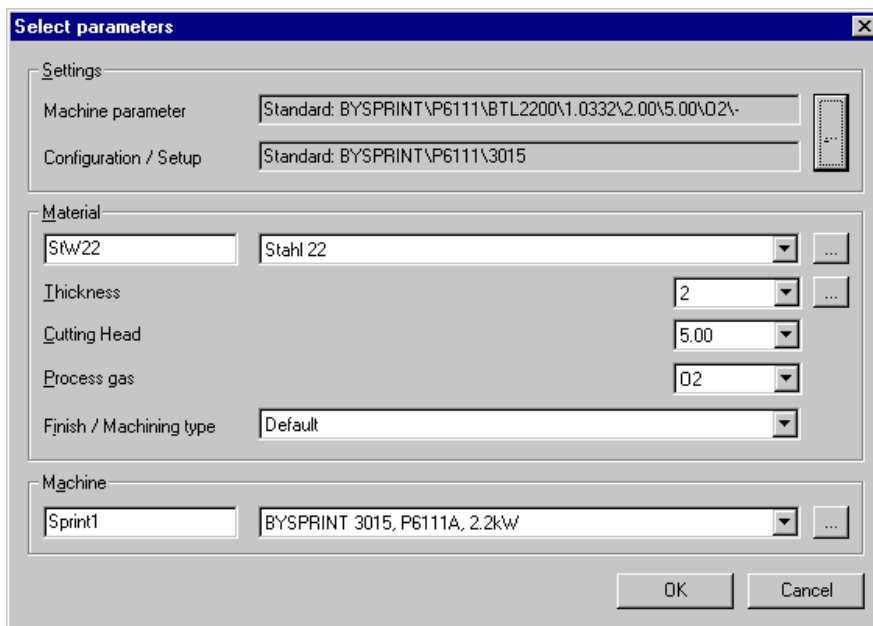 Select parameters
Settings
Machine parameter Standard: BYSPRINT\P6111\BTL2200\1.0332\2.00\5.00\O2\-
...
Configuration / Setup Standard: BYSPRINT\P6111\3015
Material
StW22 Stahl 22 ...
Thickness 2 ...
Cutting Head 5.00
Process gas O2
Finish / Machining type Default
Machine
Sprint1 BYSPRINT 3015, P6111A, 2.2kW ...
OK Cancel